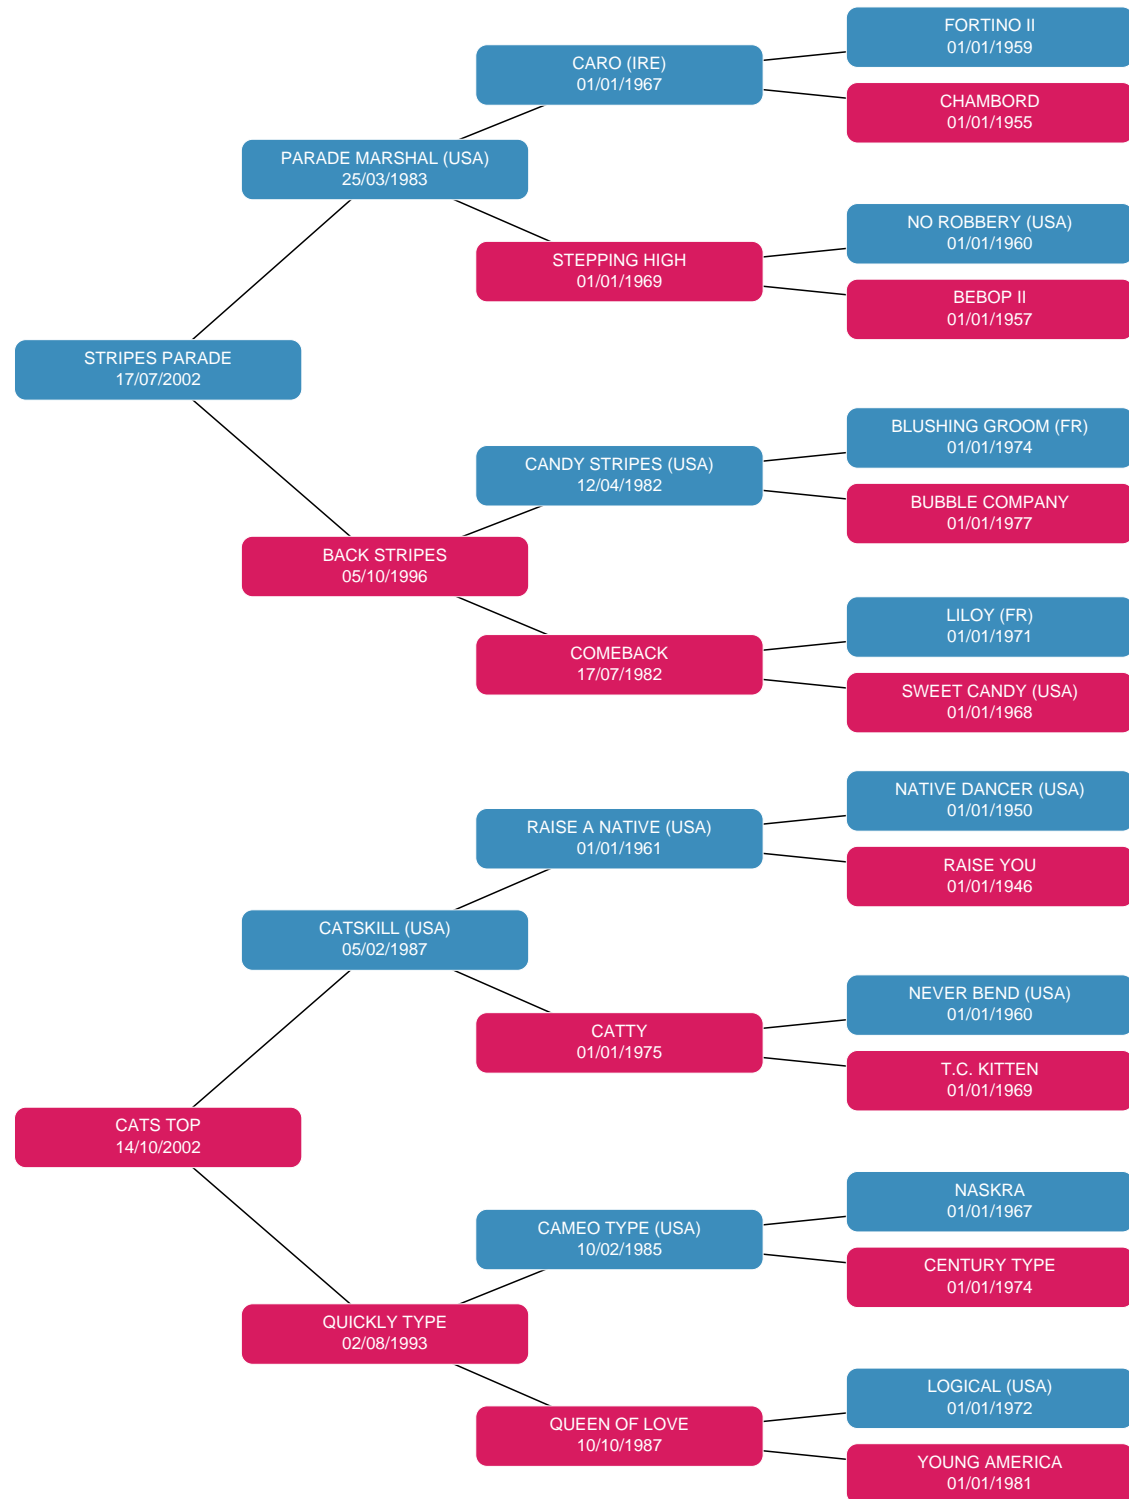 FORTINO II
01/01/1959
CARO (IRE)
01/01/1967
CHAMBORD
01/01/1955
PARADE MARSHAL (USA)
25/03/1983
NO ROBBERY (USA)
01/01/1960
STEPPING HIGH
01/01/1969
BEBOP II
01/01/1957
STRIPES PARADE
17/07/2002
BLUSHING GROOM (FR)
01/01/1974
CANDY STRIPES (USA)
12/04/1982
BUBBLE COMPANY
01/01/1977
BACK STRIPES
05/10/1996
LILOY (FR)
01/01/1971
COMEBACK
17/07/1982
SWEET CANDY (USA)
01/01/1968
NATIVE DANCER (USA)
01/01/1950
RAISE A NATIVE (USA)
01/01/1961
RAISE YOU
01/01/1946
CATSKILL (USA)
05/02/1987
NEVER BEND (USA)
01/01/1960
CATTY
01/01/1975
T.C. KITTEN
01/01/1969
CATS TOP
14/10/2002
NASKRA
01/01/1967
CAMEO TYPE (USA)
10/02/1985
CENTURY TYPE
01/01/1974
QUICKLY TYPE
02/08/1993
LOGICAL (USA)
01/01/1972
QUEEN OF LOVE
10/10/1987
YOUNG AMERICA
01/01/1981